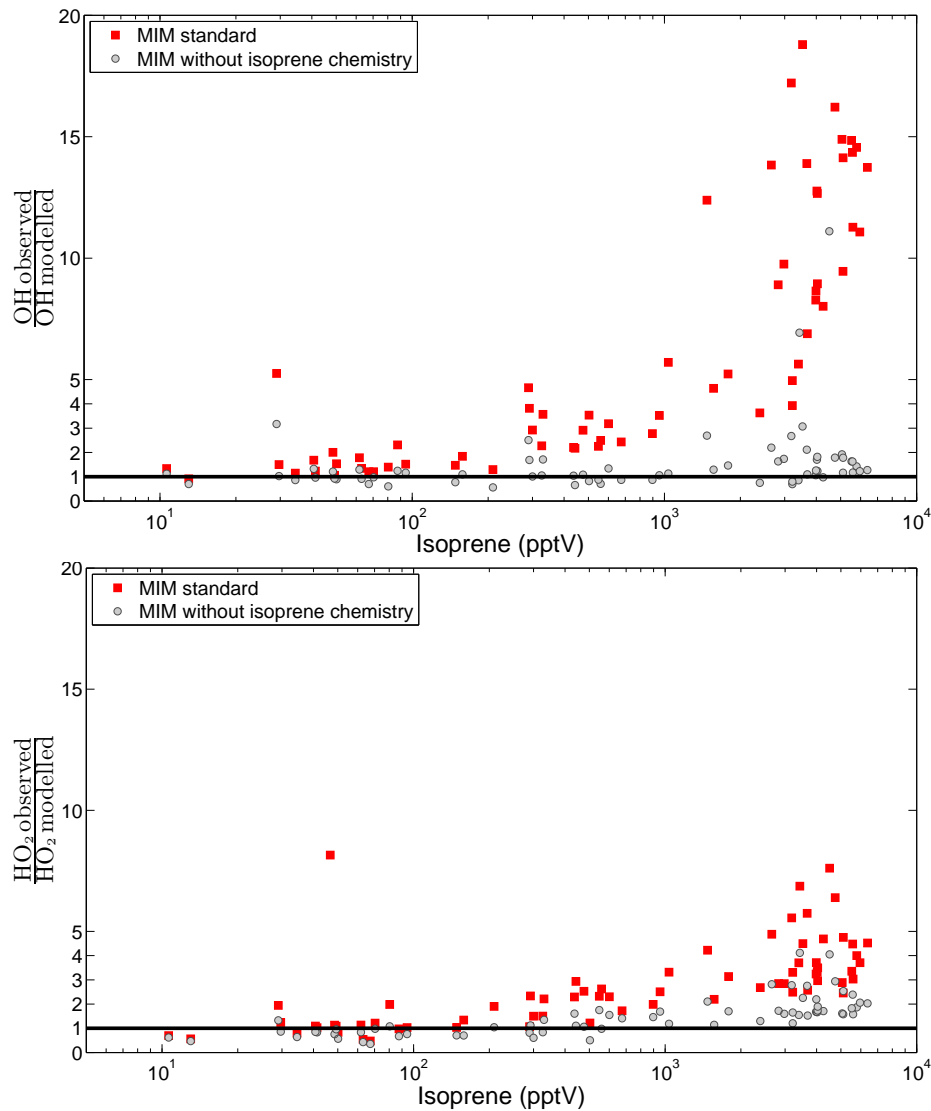 20
15
10
5
4
3
2
1
0
MIM standard
MIM without isoprene chemistry
OH observed
OH modelled
10¹ 10² 10³ 10⁴
Isoprene (pptV)
20
15
10
5
4
3
2
1
0
MIM standard
MIM without isoprene chemistry
HO₂ observed
HO₂ modelled
10¹ 10² 10³ 10⁴
Isoprene (pptV)